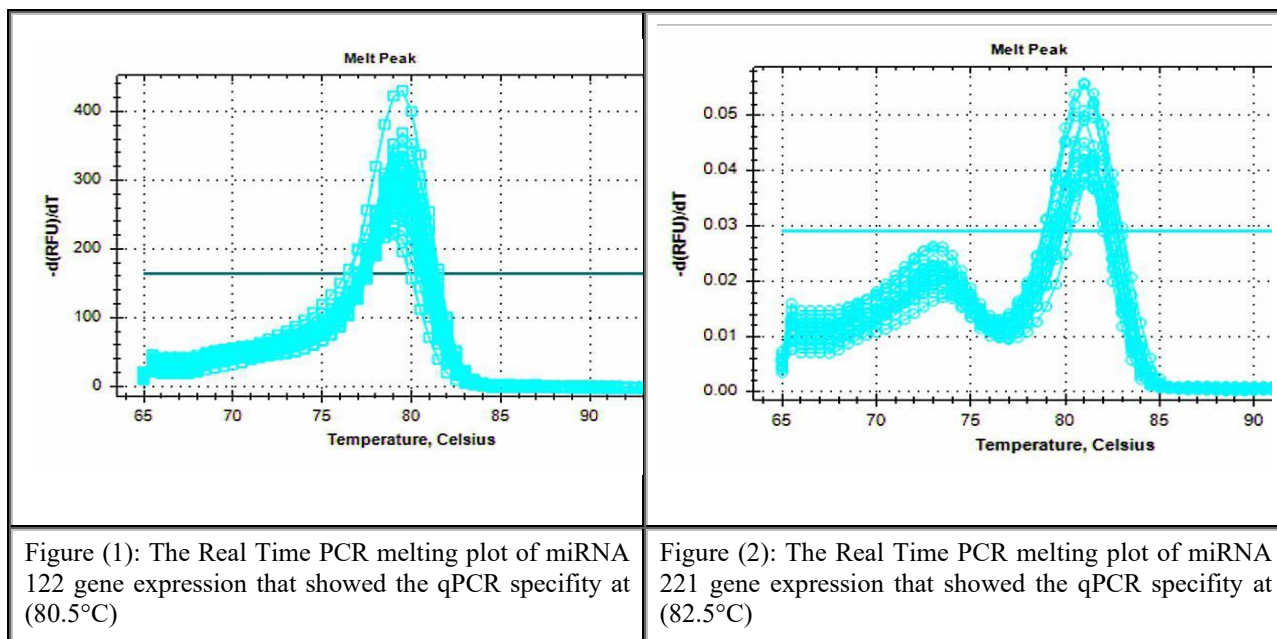 Melt Peak
400
300
200
100
0
-d(RFU)/dT
65 70 75 80 85 90
Temperature, Celsius
Melt Peak
0.05
0.04
0.03
0.02
0.01
0.00
-d(RFU)/dT
65 70 75 80 85 90
Temperature, Celsius
Figure (1): The Real Time PCR melting plot of miRNA
122 gene expression that showed the qPCR specifity at
(80.5°C)
Figure (2): The Real Time PCR melting plot of miRNA
221 gene expression that showed the qPCR specifity at
(82.5°C)